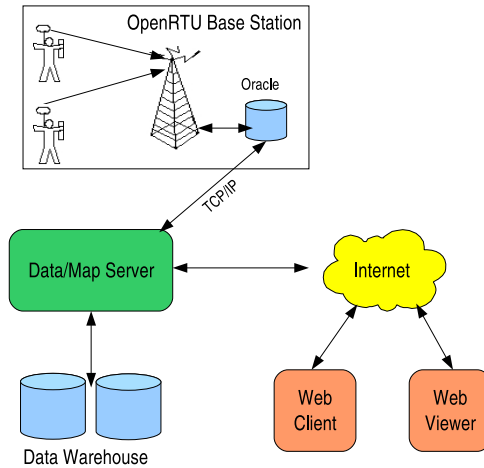 OpenRTU Base Station
Oracle
TCP/IP
Data/Map Server
Internet
Web
Client
Web
Viewer
Data Warehouse